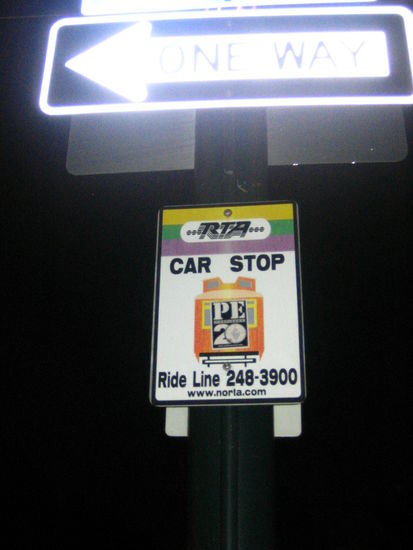 ONE WAY
RTA
CAR STOP
PE
20
Ride Line 248-3900
www.norta.com